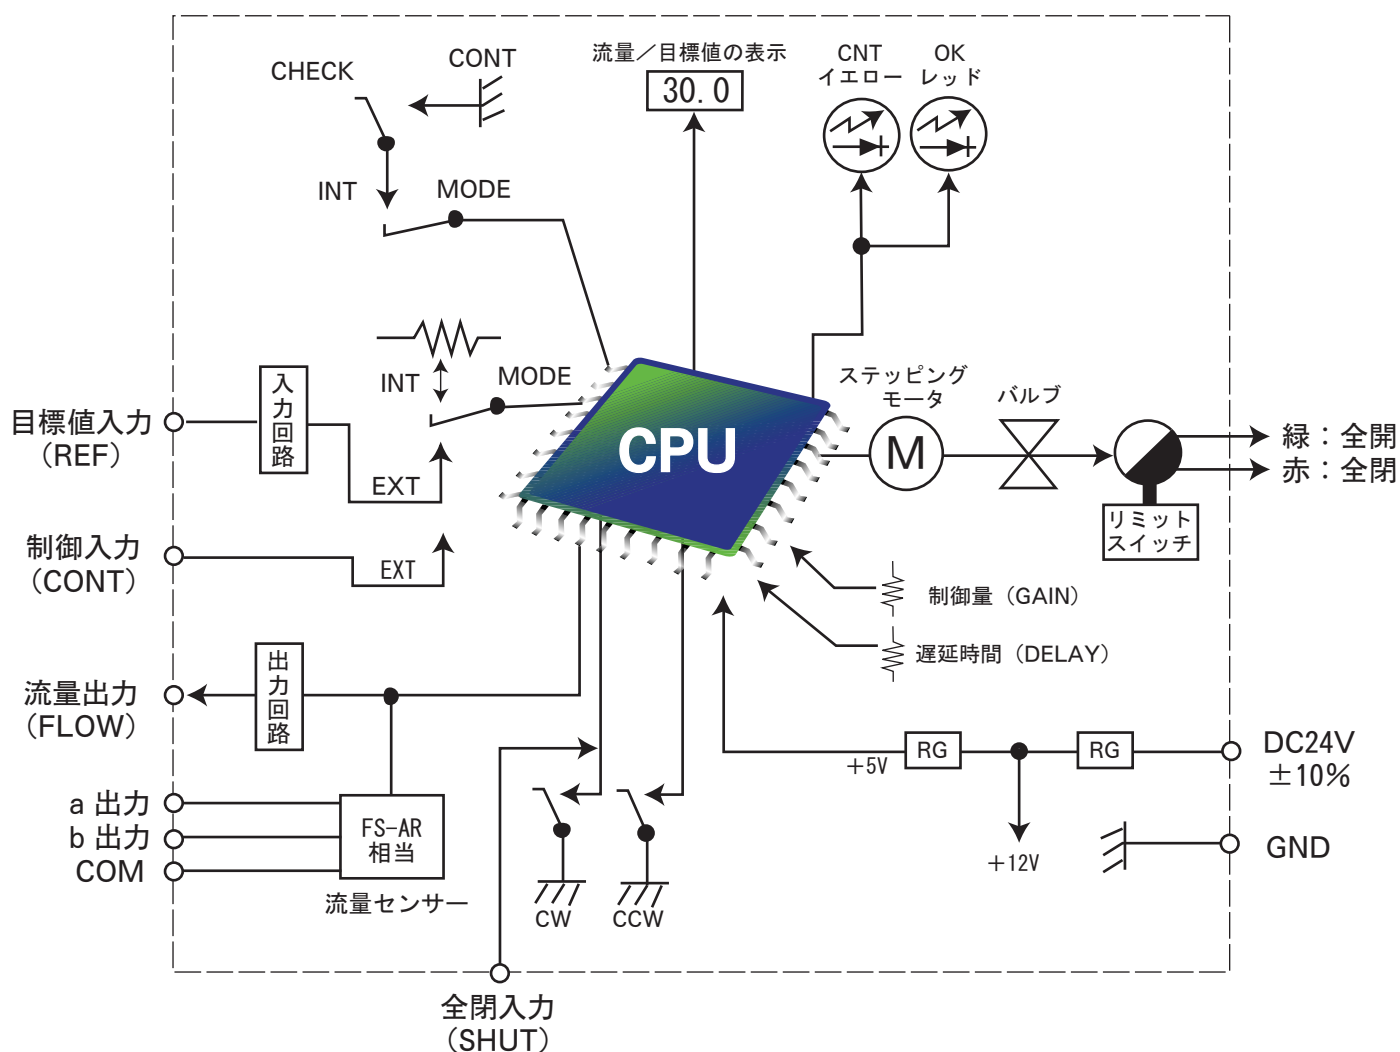 CHECK
CONT
流量／目標値の表示
30.0
CNT
イエロー
OK
レッド
INT
MODE
INT
MODE
目標値入力
（REF）
入力回路
EXT
CPU
ステッピング
モータ
M
バルブ
緑：全開
赤：全閉
リミット
スイッチ
制御入力
（CONT）
EXT
制御量（GAIN）
遅延時間（DELAY）
流量出力
（FLOW）
出力回路
RG
RG
＋5V
＋12V
DC24V
±10％
GND
a 出力
b 出力
COM
FS-AR
相当
流量センサー
CW
CCW
全閉入力
（SHUT）